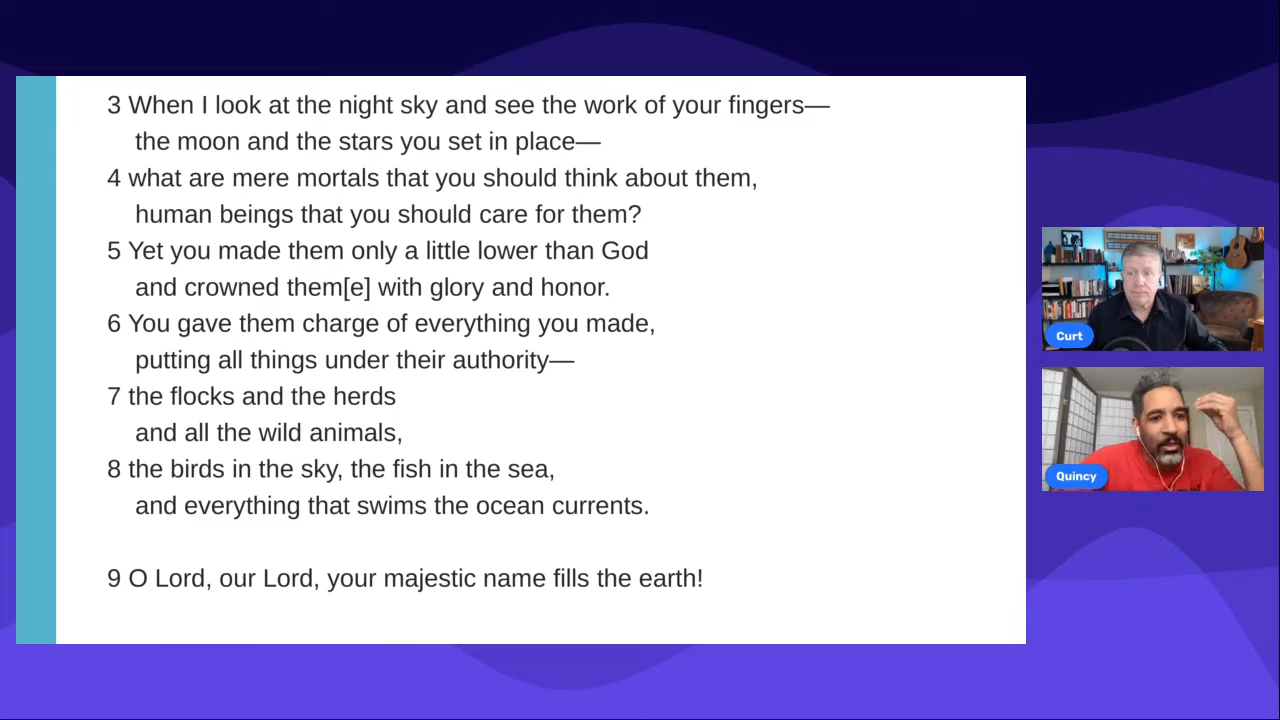 3 When I look at the night sky and see the work of your fingers—
the moon and the stars you set in place—
4 what are mere mortals that you should think about them,
human beings that you should care for them?
5 Yet you made them only a little lower than God
and crowned them[e] with glory and honor.
6 You gave them charge of everything you made,
putting all things under their authority—
7 the flocks and the herds
and all the wild animals,
8 the birds in the sky, the fish in the sea,
and everything that swims the ocean currents.
9 O Lord, our Lord, your majestic name fills the earth!
Curt
Quincy